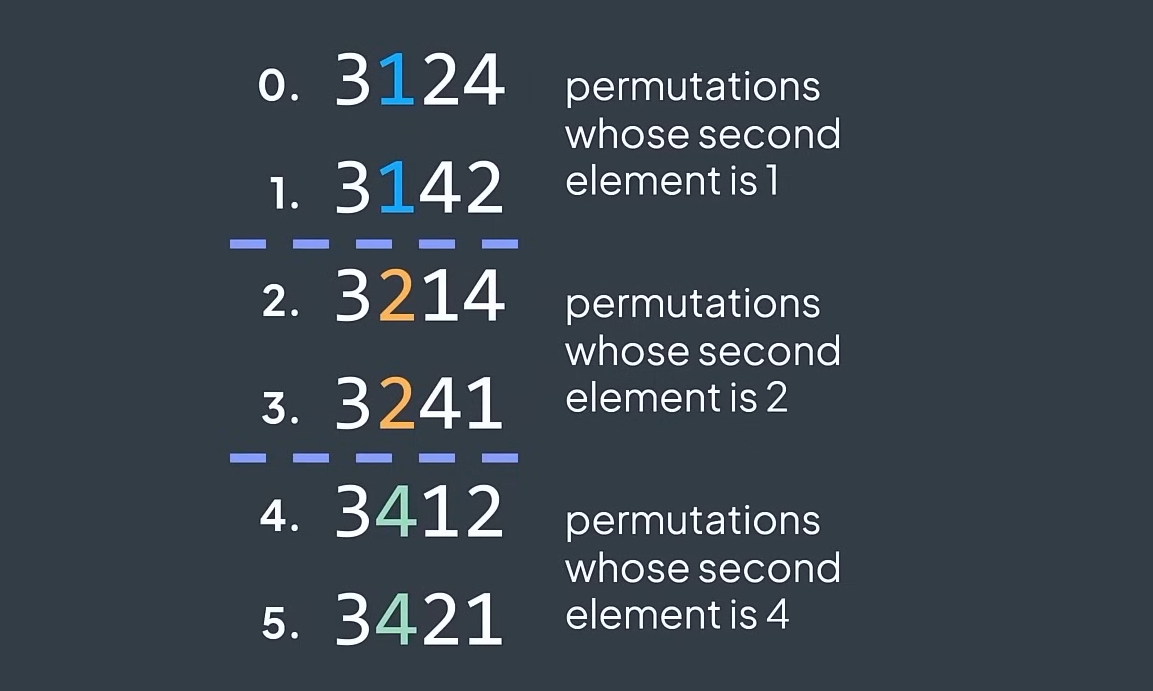 0. 3124
permutations
whose second
element is 1
1. 3142
2. 3214
permutations
whose second
element is 2
3. 3241
4. 3412
permutations
whose second
element is 4
5. 3421